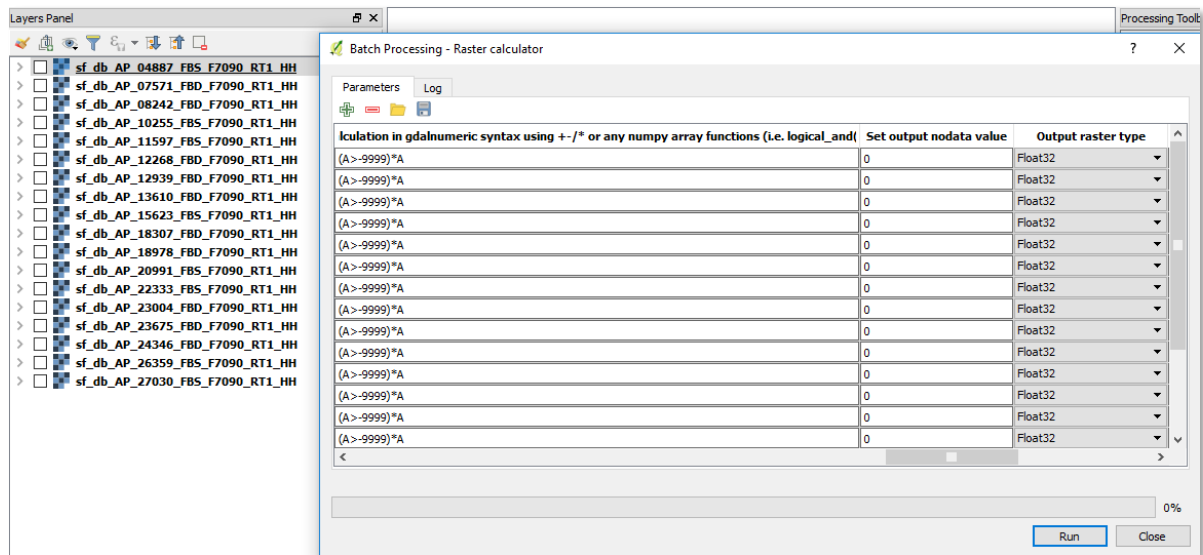 Layers Panel
sf_db_AP_04887_FBS_F7090_RT1_HH
sf_db_AP_07571_FBD_F7090_RT1_HH
sf_db_AP_08242_FBD_F7090_RT1_HH
sf_db_AP_10255_FBS_F7090_RT1_HH
sf_db_AP_11597_FBS_F7090_RT1_HH
sf_db_AP_12268_FBD_F7090_RT1_HH
sf_db_AP_12939_FBD_F7090_RT1_HH
sf_db_AP_13610_FBD_F7090_RT1_HH
sf_db_AP_15623_FBS_F7090_RT1_HH
sf_db_AP_18307_FBD_F7090_RT1_HH
sf_db_AP_18978_FBD_F7090_RT1_HH
sf_db_AP_20991_FBS_F7090_RT1_HH
sf_db_AP_22333_FBS_F7090_RT1_HH
sf_db_AP_23004_FBD_F7090_RT1_HH
sf_db_AP_23675_FBD_F7090_RT1_HH
sf_db_AP_24346_FBD_F7090_RT1_HH
sf_db_AP_26359_FBS_F7090_RT1_HH
sf_db_AP_27030_FBS_F7090_RT1_HH
Processing Toolb
Batch Processing - Raster calculator
Parameters Log
lculation in gdalnumeric syntax using +-/* or any numpy array functions (i.e. logical_and( Set output nodata value Output raster type
(A>-9999)*A 0 Float32
(A>-9999)*A 0 Float32
(A>-9999)*A 0 Float32
(A>-9999)*A 0 Float32
(A>-9999)*A 0 Float32
(A>-9999)*A 0 Float32
(A>-9999)*A 0 Float32
(A>-9999)*A 0 Float32
(A>-9999)*A 0 Float32
(A>-9999)*A 0 Float32
(A>-9999)*A 0 Float32
(A>-9999)*A 0 Float32
(A>-9999)*A 0 Float32
(A>-9999)*A 0 Float32
0%
Run Close